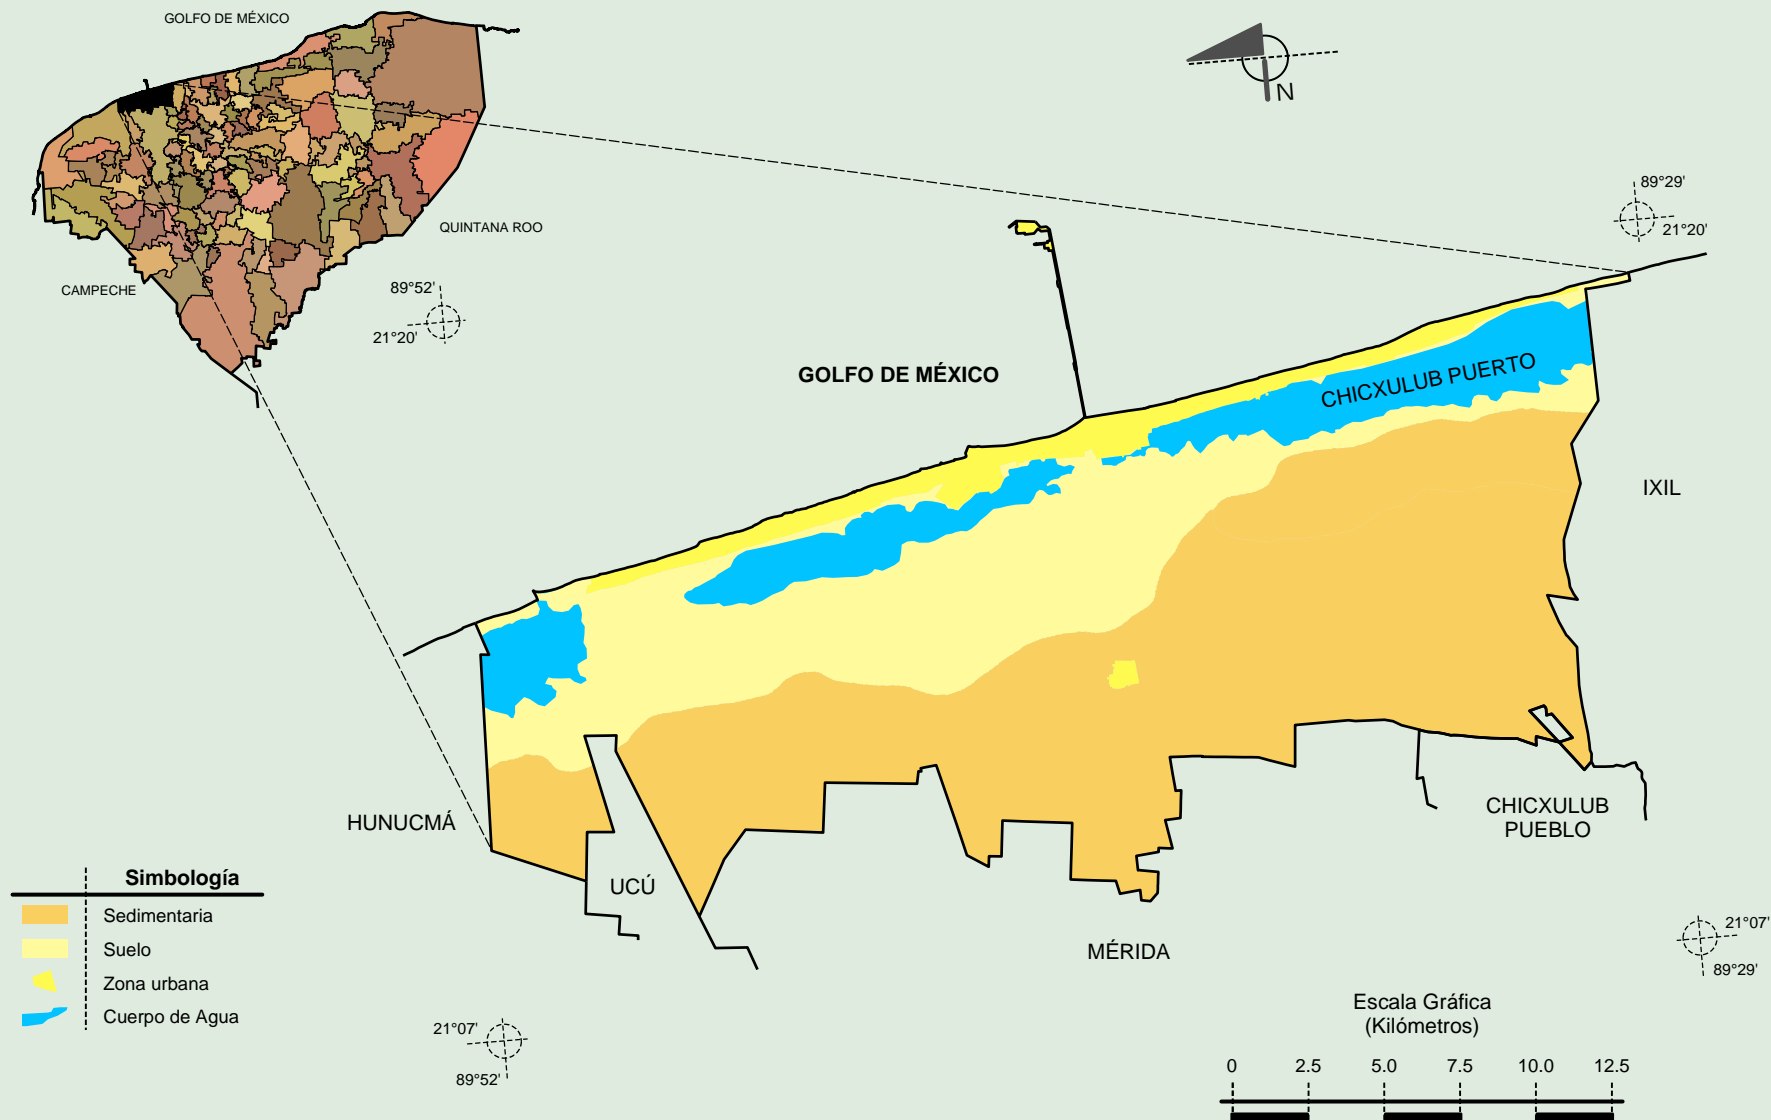 GOLFO DE MÉXICO
N
89°29'
21°20'
QUINTANA ROO
CAMPECHE
89°52'
21°20'
GOLFO DE MÉXICO
CHICXULUB PUERTO
IXIL
HUNUCMÁ
CHICXULUB
PUEBLO
UCÚ
MÉRIDA
21°07'
89°29'
Simbología
Sedimentaria
Suelo
Zona urbana
Cuerpo de Agua
21°07'
89°52'
Escala Gráfica
(Kilómetros)
0 2.5 5.0 7.5 10.0 12.5